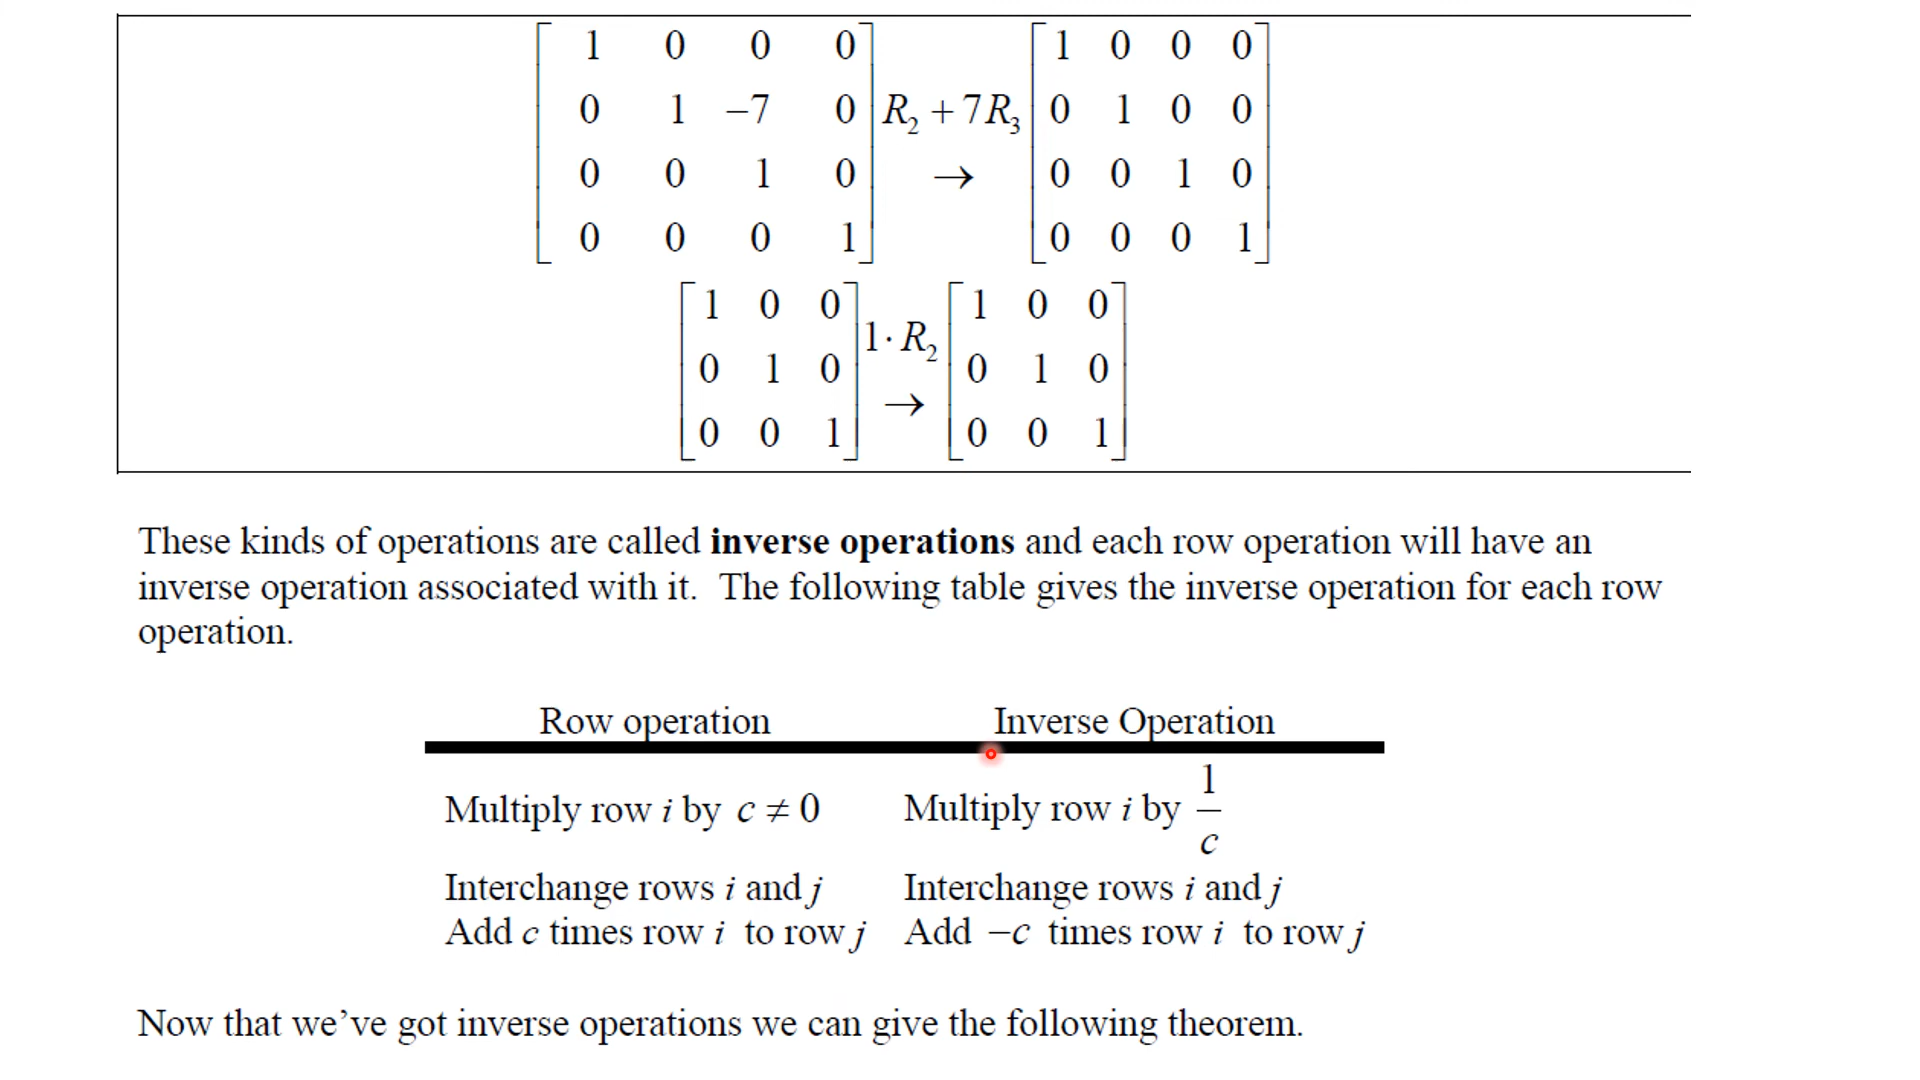 1 0 0 0 1 0 0 0
0 1 −7 0 R₂ + 7R₃ 0 1 0 0
0 0 1 0 → 0 0 1 0
0 0 0 1 0 0 0 1
1 0 0 1 0 0
1·R₂
0 1 0 0 1 0
→
0 0 1 0 0 1
These kinds of operations are called inverse operations and each row operation will have an
inverse operation associated with it. The following table gives the inverse operation for each row
operation.
Row operation Inverse Operation
Multiply row i by c ≠ 0 Multiply row i by 1/c
Interchange rows i and j Interchange rows i and j
Add c times row i to row j Add −c times row i to row j
Now that we’ve got inverse operations we can give the following theorem.